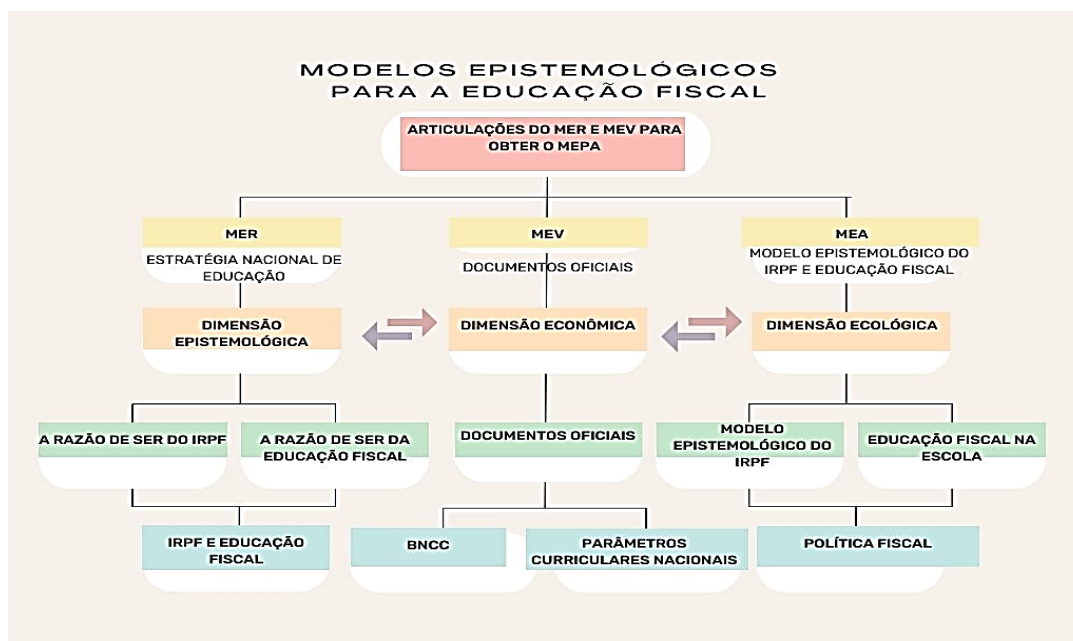 MODELOS EPISTEMOLÓGICOS
PARA A EDUCAÇÃO FISCAL
ARTICULAÇÕES DO MER E MEV PARA
OBTER O MEPA
MER
ESTRATÉGIA NACIONAL DE
EDUCAÇÃO
MEV
DOCUMENTOS OFICIAIS
MEA
MODELO EPISTEMOLÓGICO DO
IRPF E EDUCAÇÃO FISCAL
DIMENSÃO
EPISTEMOLÓGICA
DIMENSÃO ECONÔMICA
DIMENSÃO ECOLÓGICA
A RAZÃO DE SER DO IRPF
A RAZÃO DE SER DA
EDUCAÇÃO FISCAL
DOCUMENTOS OFICIAIS
MODELO
EPISTEMOLÓGICO DO
IRPF
EDUCAÇÃO FISCAL NA
ESCOLA
IRPF E EDUCAÇÃO
FISCAL
BNCC
PARÂMETROS
CURRICULARES NACIONAIS
POLÍTICA FISCAL